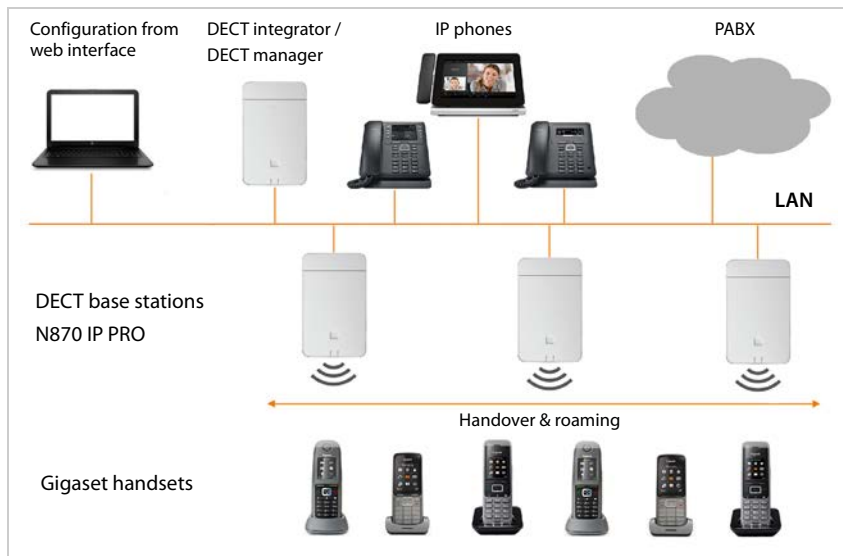 Configuration from
web interface
DECT integrator /
DECT manager
IP phones
PABX
LAN
DECT base stations
N870 IP PRO
Handover & roaming
Gigaset handsets